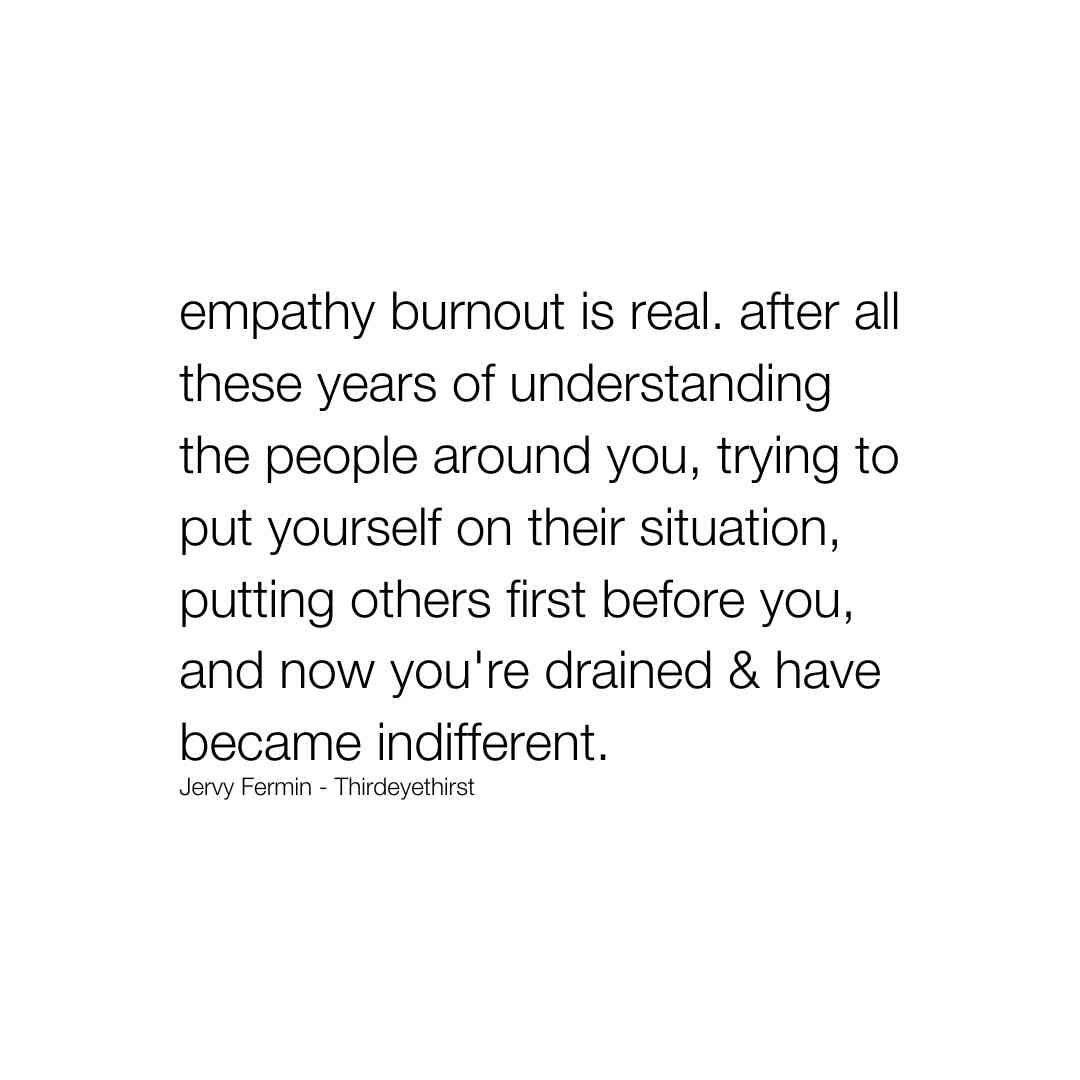 empathy burnout is real. after all
these years of understanding
the people around you, trying to
put yourself on their situation,
putting others first before you,
and now you're drained & have
became indifferent.
Jervy Fermin - Thirdeyethirst